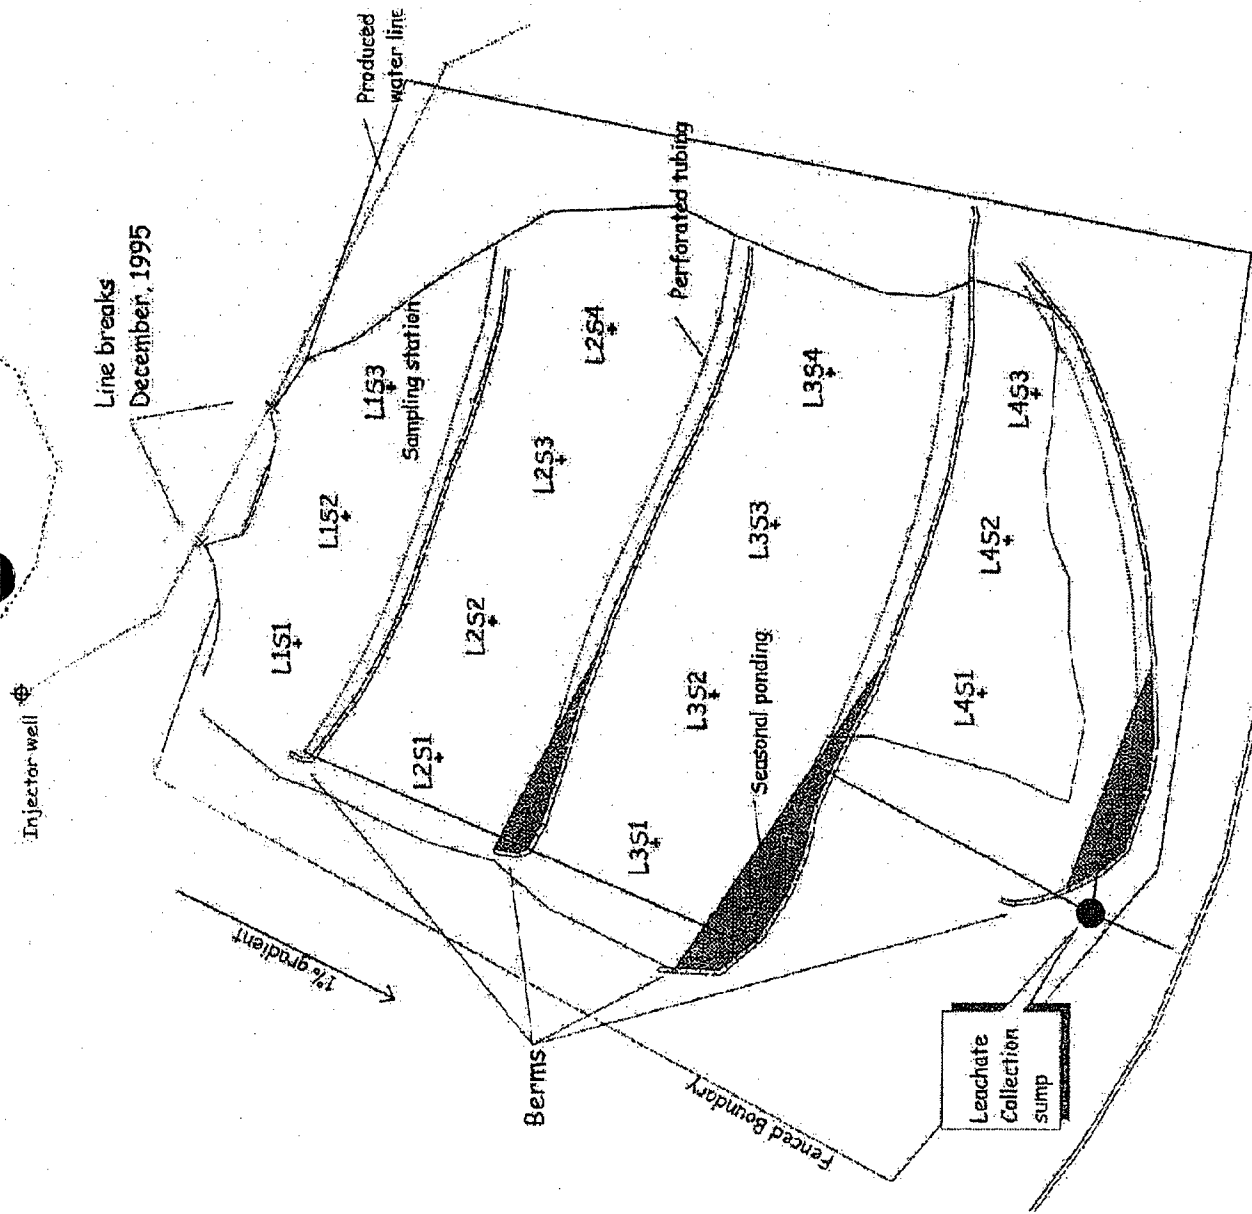 Produced
water line
Line breaks
December, 1995
Injector well
L1S1
L1S2
L1S3
Sampling station
Perforated tubing
L2S1
L2S2
L2S3
L2S4
L3S1
L3S2
L3S3
L3S4
Seasonal ponding
L4S1
L4S2
L4S3
1% gradient
Berms
Fenced Boundary
Leachate
Collection
sump